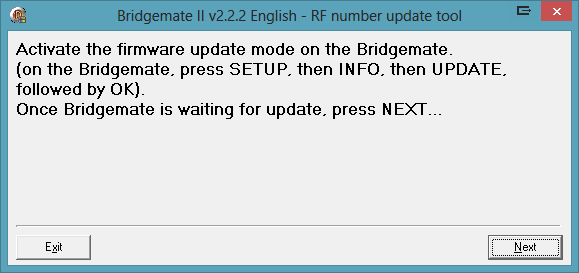 Bridgemate II v2.2.2 English - RF number update tool
Activate the firmware update mode on the Bridgemate.
(on the Bridgemate, press SETUP, then INFO, then UPDATE,
followed by OK).
Once Bridgemate is waiting for update, press NEXT...
Exit
Next